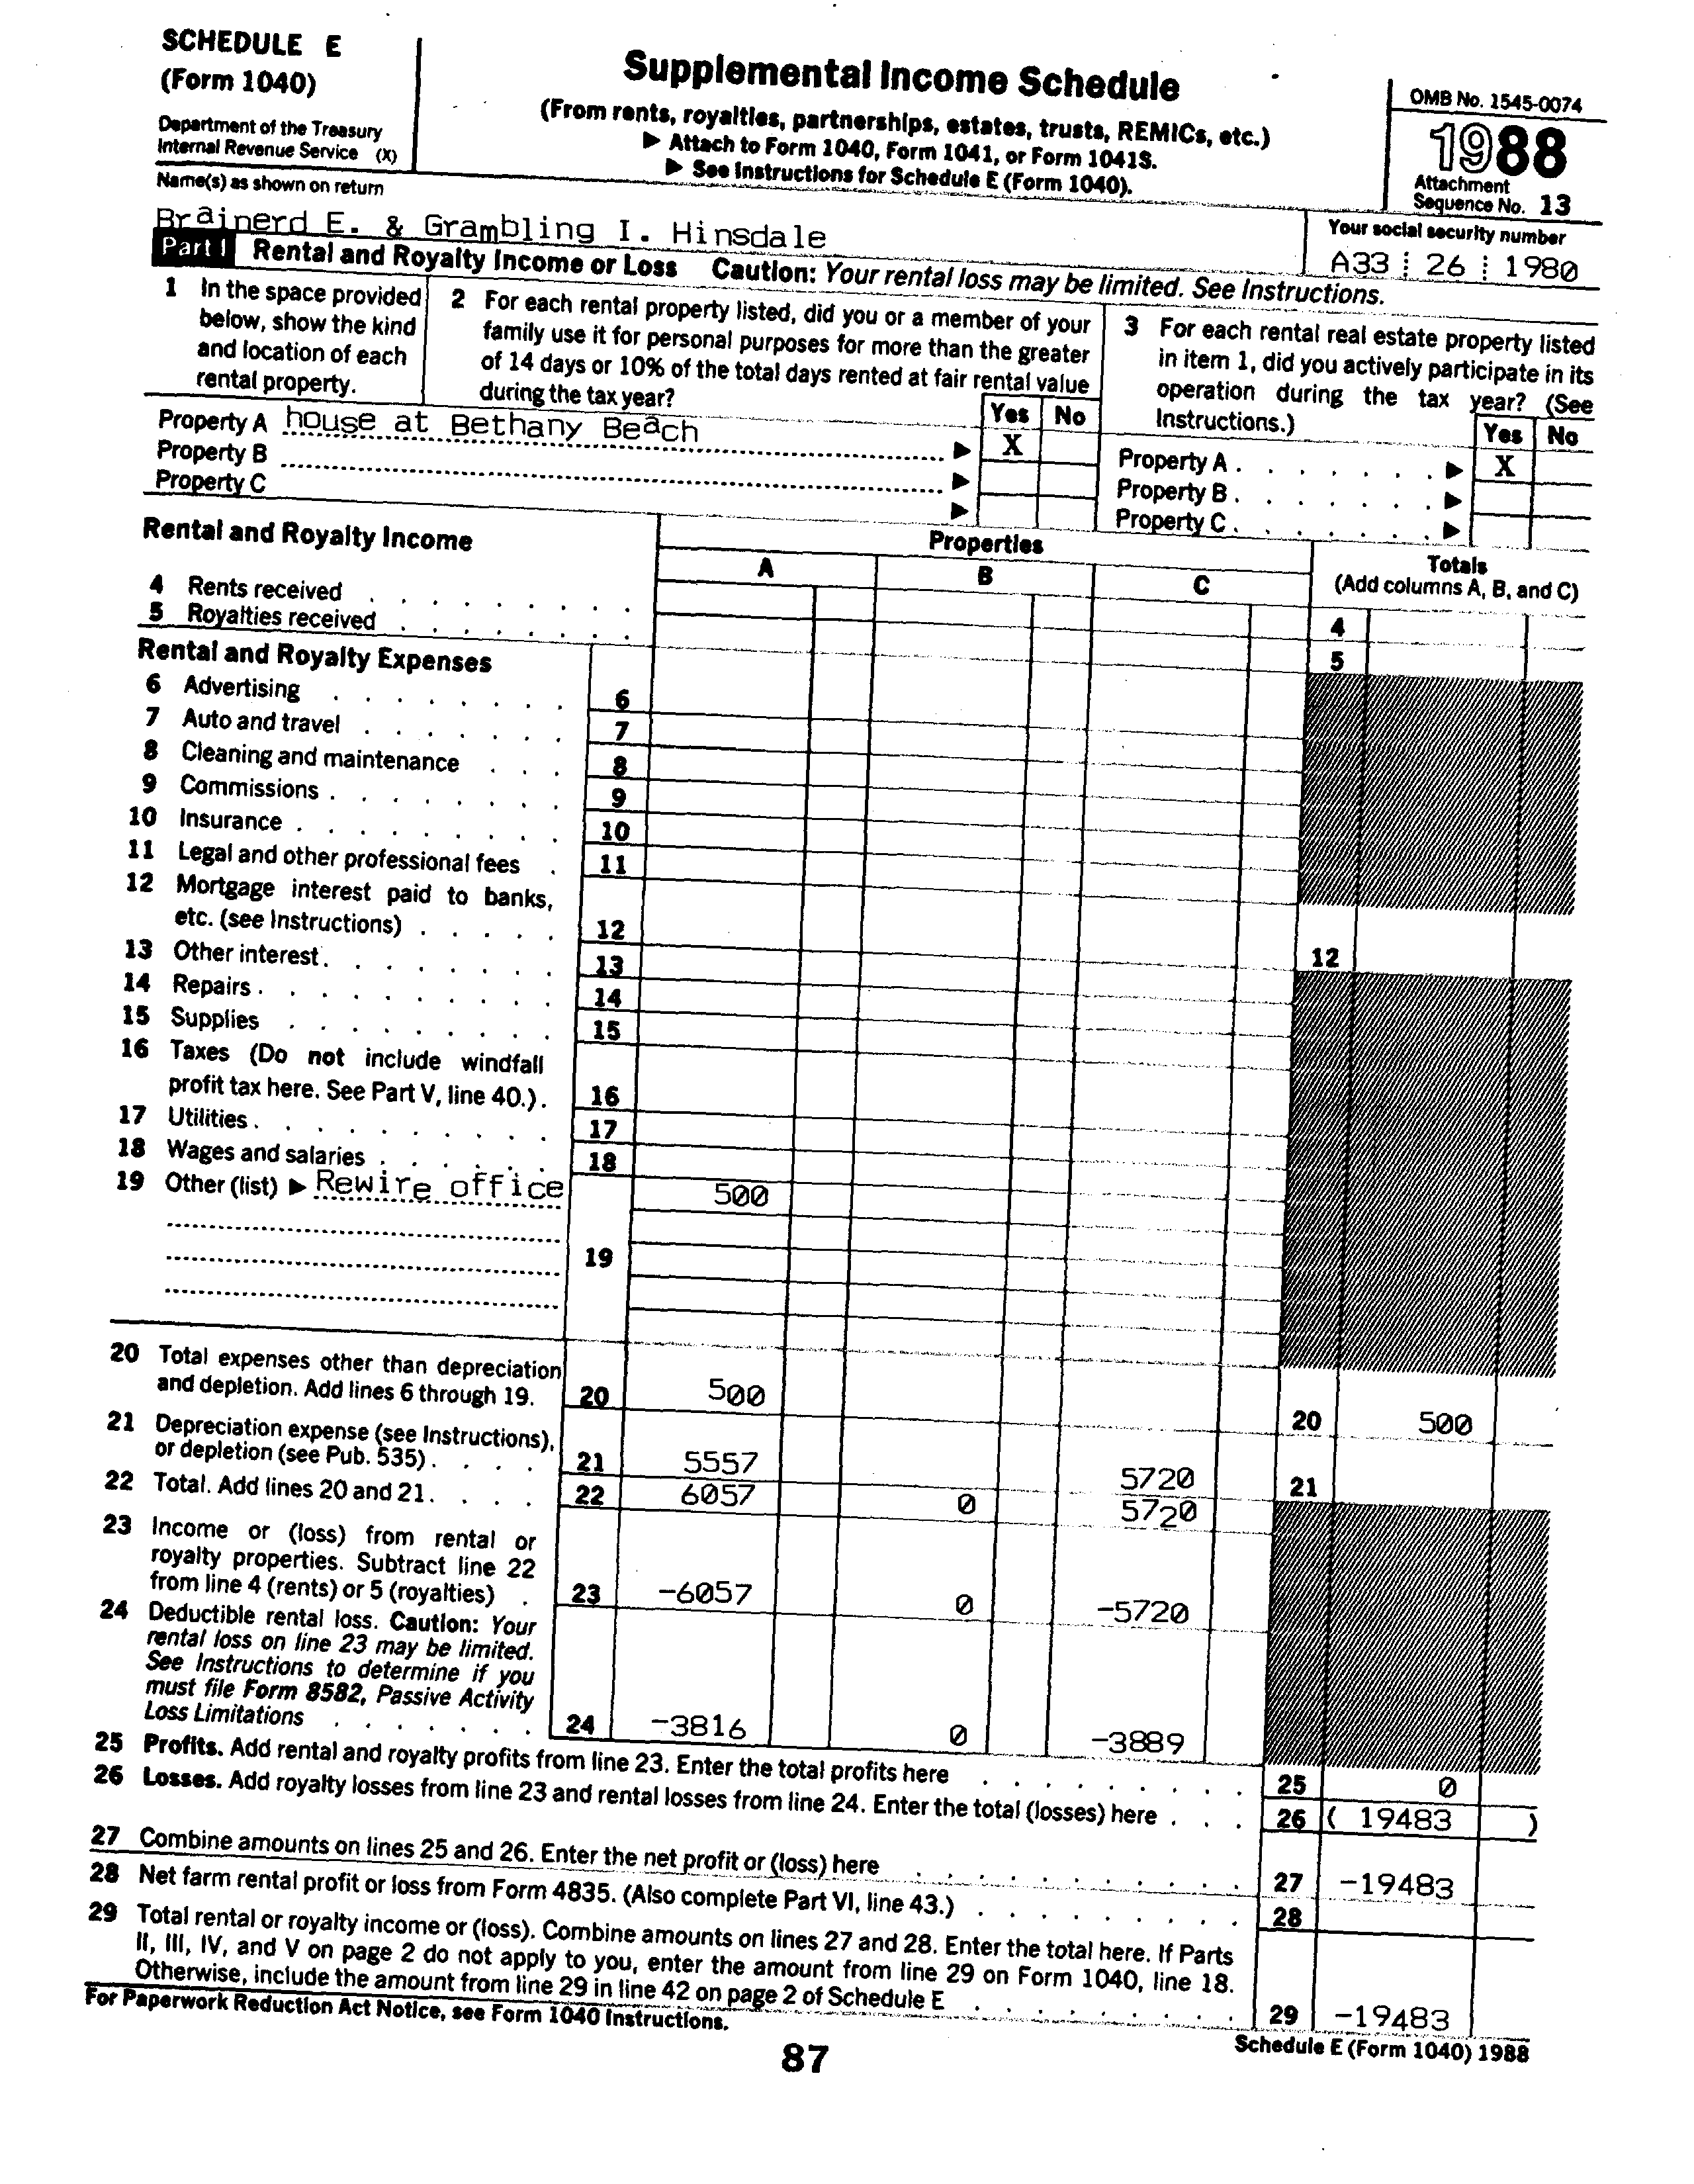 SCHEDULE E
(Form 1040)
Department of the Treasury
Internal Revenue Service (X)
Supplemental Income Schedule
(From rents, royalties, partnerships, estates, trusts, REMICs, etc.)
▶ Attach to Form 1040, Form 1041, or Form 1041S.
▶ See Instructions for Schedule E (Form 1040).
OMB No. 1545-0074
1988
Attachment
Sequence No. 13
Name(s) as shown on return
Brainerd E. & Grambling I. Hinsdale
Your social security number
A33 26 1980
Part I Rental and Royalty Income or Loss Caution: Your rental loss may be limited. See Instructions.
1 In the space provided
below, show the kind
and location of each
rental property.
2 For each rental property listed, did you or a member of your
family use it for personal purposes for more than the greater
of 14 days or 10% of the total days rented at fair rental value
during the tax year?
Yes No
3 For each rental real estate property listed
in item 1, did you actively participate in its
operation during the tax year? (See
Instructions.)
Yes No
Property A house at Bethany Beach ▶ X
Property B ▶
Property C ▶
Property A . . . . . . . ▶ X
Property B . . . . . . . ▶
Property C . . . . . . . ▶
Rental and Royalty Income
Properties
A B C
Totals
(Add columns A, B, and C)
4 Rents received 4
5 Royalties received 5
Rental and Royalty Expenses
6 Advertising 6
7 Auto and travel 7
8 Cleaning and maintenance 8
9 Commissions 9
10 Insurance 10
11 Legal and other professional fees 11
12 Mortgage interest paid to banks,
etc. (see Instructions) 12 12
13 Other interest 13
14 Repairs 14
15 Supplies 15
16 Taxes (Do not include windfall
profit tax here. See Part V, line 40.) 16
17 Utilities 17
18 Wages and salaries 18
19 Other (list) ▶ Rewire office 500
19
20 Total expenses other than depreciation
and depletion. Add lines 6 through 19. 20 500 20 500
21 Depreciation expense (see Instructions),
or depletion (see Pub. 535) 21 5557 5720 21
22 Total. Add lines 20 and 21 22 6057 0 5720
23 Income or (loss) from rental or
royalty properties. Subtract line 22
from line 4 (rents) or 5 (royalties) 23 -6057 0 -5720
24 Deductible rental loss. Caution: Your
rental loss on line 23 may be limited.
See Instructions to determine if you
must file Form 8582, Passive Activity
Loss Limitations 24 -3816 0 -3889
25 Profits. Add rental and royalty profits from line 23. Enter the total profits here 25 0
26 Losses. Add royalty losses from line 23 and rental losses from line 24. Enter the total (losses) here 26 ( 19483 )
27 Combine amounts on lines 25 and 26. Enter the net profit or (loss) here 27 -19483
28 Net farm rental profit or loss from Form 4835. (Also complete Part VI, line 43.) 28
29 Total rental or royalty income or (loss). Combine amounts on lines 27 and 28. Enter the total here. If Parts
II, III, IV, and V on page 2 do not apply to you, enter the amount from line 29 on Form 1040, line 18.
Otherwise, include the amount from line 29 in line 42 on page 2 of Schedule E 29 -19483
For Paperwork Reduction Act Notice, see Form 1040 Instructions.
Schedule E (Form 1040) 1988
87